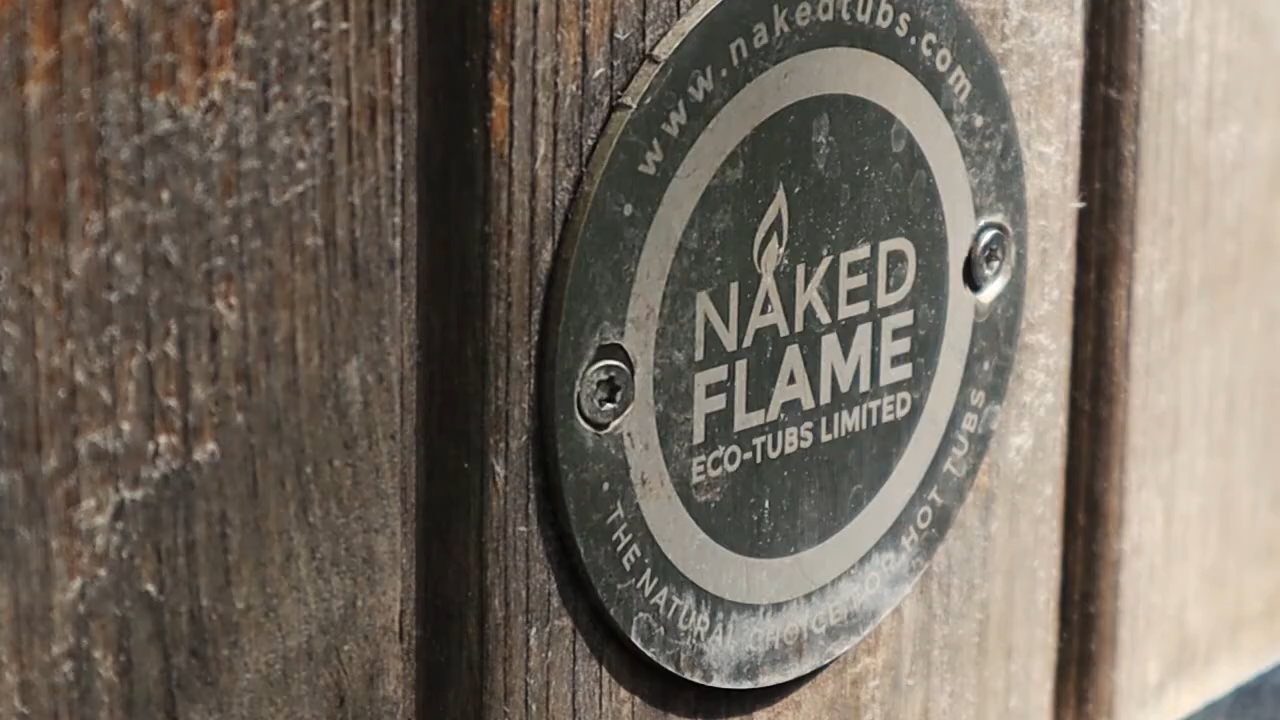 www.nakedtubs.com
NAKED
FLAME
ECO-TUBS LIMITED
· THE NATURAL CHOICE FOR HOT TUBS ·